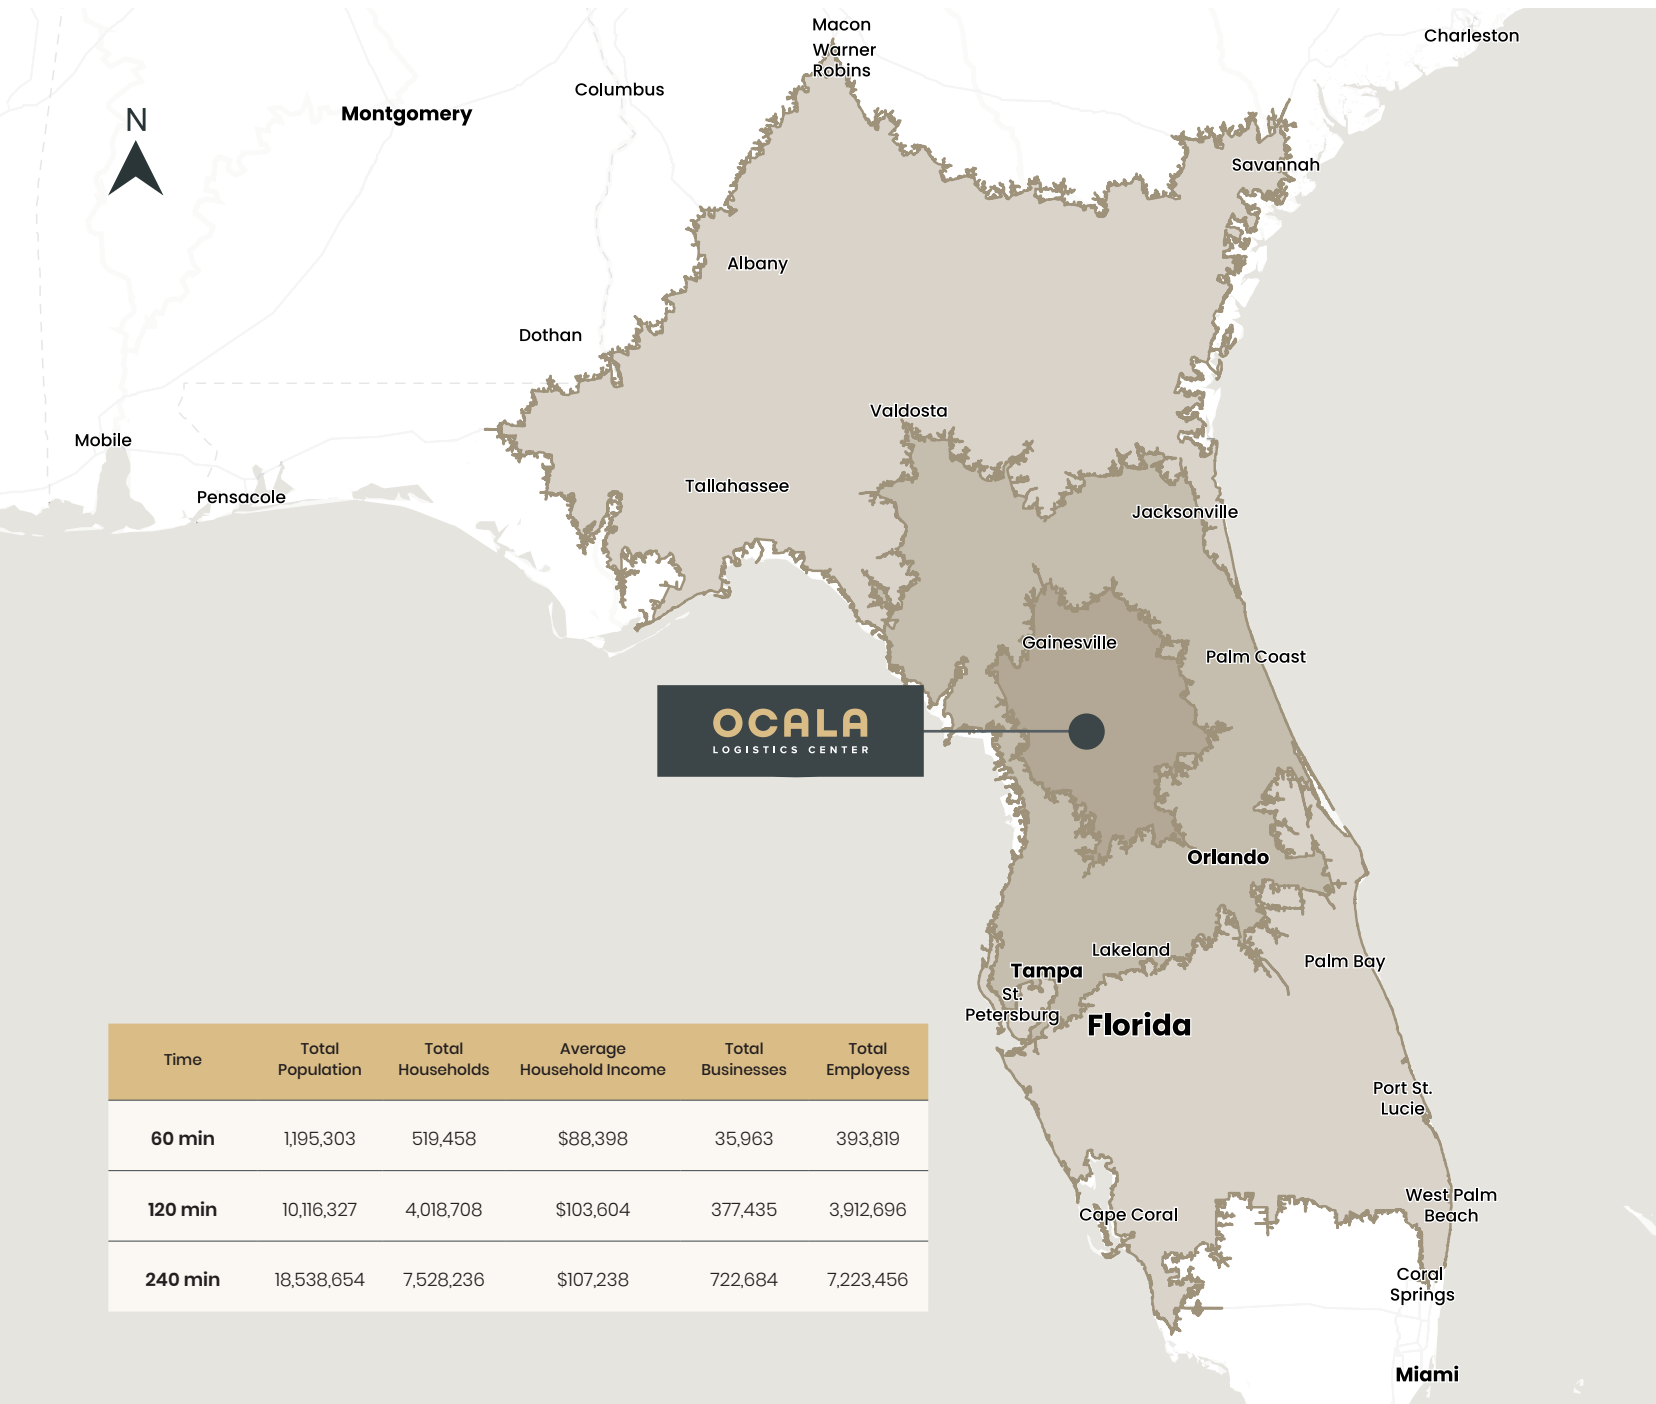 Macon
Charleston
Warner
Robins
Columbus
Montgomery
N
Savannah
Albany
Dothan
Valdosta
Mobile
Tallahassee
Pensacole
Jacksonville
Gainesville
Palm Coast
OCALA
LOGISTICS CENTER
Orlando
Lakeland
Palm Bay
Tampa
St.
Petersburg
Florida
Time
Total
Population
Total
Households
Average
Household Income
Total
Businesses
Total
Employess
60 min 1,195,303 519,458 $88,398 35,963 393,819
120 min 10,116,327 4,018,708 $103,604 377,435 3,912,696
240 min 18,538,654 7,528,236 $107,238 722,684 7,223,456
Port St.
Lucie
West Palm
Beach
Cape Coral
Coral
Springs
Miami